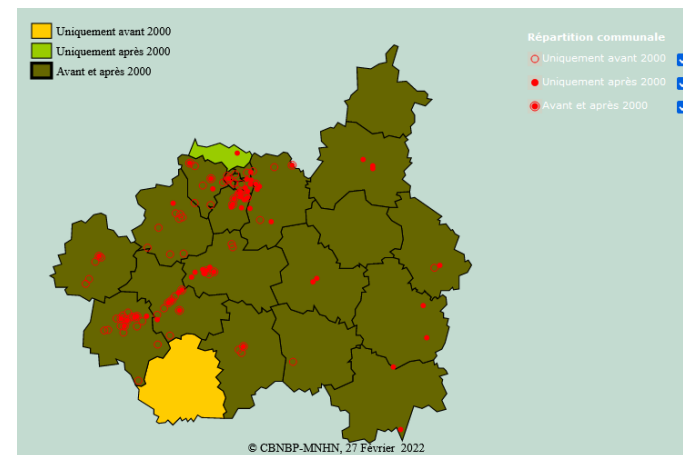 Uniquement avant 2000
Uniquement après 2000
Avant et après 2000
Répartition communale
Uniquement avant 2000
Uniquement après 2000
Avant et après 2000
© CBNBP-MNHN, 27 Février 2022